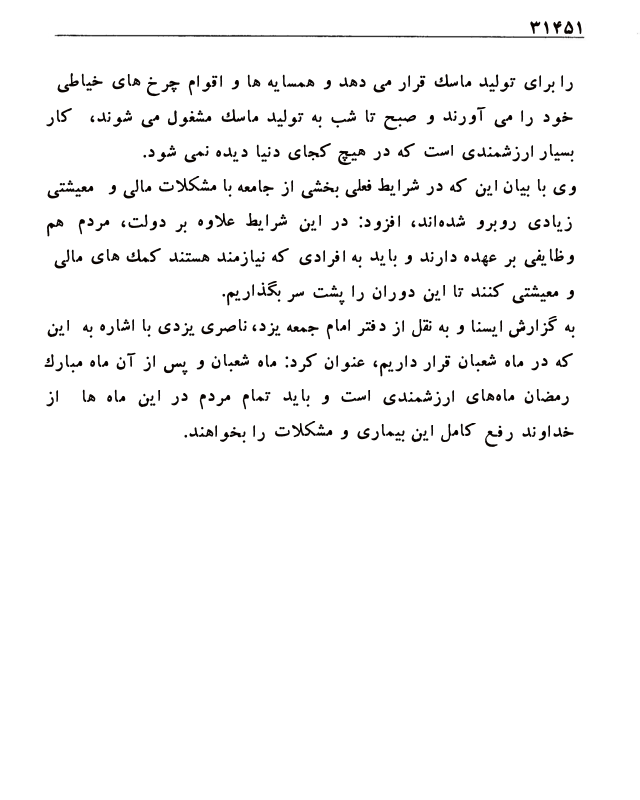 ۳۱۴۵۱
را برای تولید ماسك قرار می دهد و همسایه ها و اقوام چرخ های خیاطی
خود را می آورند و صبح تا شب به تولید ماسك مشغول می شوند، کار
بسیار ارزشمندی است که در هیچ کجای دنیا دیده نمی شود.
وی با بیان این که در شرایط فعلی بخشی از جامعه با مشکلات مالی و معیشتی
زیادی روبرو شده‌اند، افزود: در این شرایط علاوه بر دولت، مردم هم
وظایفی بر عهده دارند و باید به افرادی که نیازمند هستند کمك های مالی
و معیشتی کنند تا این دوران را پشت سر بگذاریم.
به گزارش ایسنا و به نقل از دفتر امام جمعه یزد، ناصری یزدی با اشاره به این
که در ماه شعبان قرار داریم، عنوان کرد: ماه شعبان و پس از آن ماه مبارك
رمضان ماه‌های ارزشمندی است و باید تمام مردم در این ماه ها از
خداوند رفع کامل این بیماری و مشکلات را بخواهند.